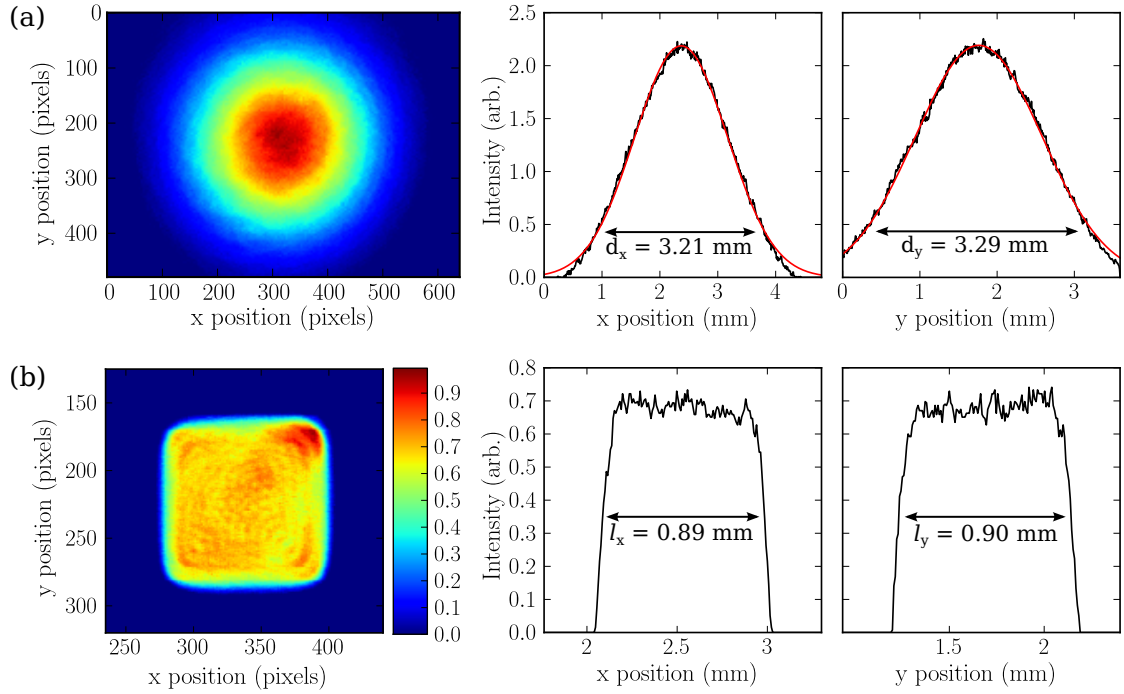 (a)
0
100
200
300
400
y position (pixels)
0 100 200 300 400 500 600
x position (pixels)
2.5
2.0
1.5
1.0
0.5
0.0
Intensity (arb.)
dx = 3.21 mm
0 1 2 3 4
x position (mm)
dy = 3.29 mm
0 1 2 3
y position (mm)
(b)
150
200
250
300
y position (pixels)
250 300 350 400
x position (pixels)
0.9
0.8
0.7
0.6
0.5
0.4
0.3
0.2
0.1
0.0
0.8
0.7
0.6
0.5
0.4
0.3
0.2
0.1
0.0
Intensity (arb.)
lx = 0.89 mm
2 2.5 3
x position (mm)
ly = 0.90 mm
1.5 2
y position (mm)